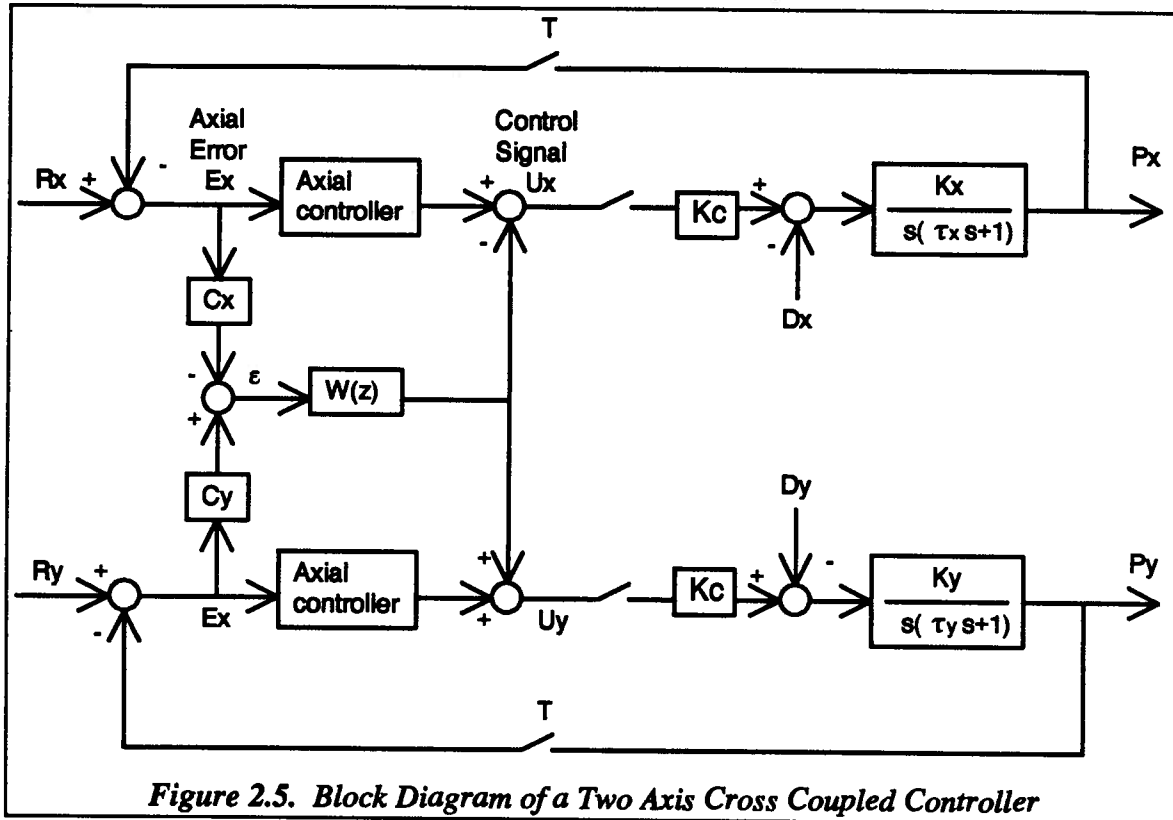 T
Axial
Error
Ex
Control
Signal
Ux
Px
Rx
+
-
Axial
controller
+
-
Kc
+
-
Kx
s( τx s+1)
Dx
Cx
-
+
ε
W(z)
Cy
Dy
Ry
+
-
Ex
Axial
controller
+
+
Uy
Kc
+
-
Ky
s( τy s+1)
Py
T
Figure 2.5. Block Diagram of a Two Axis Cross Coupled Controller